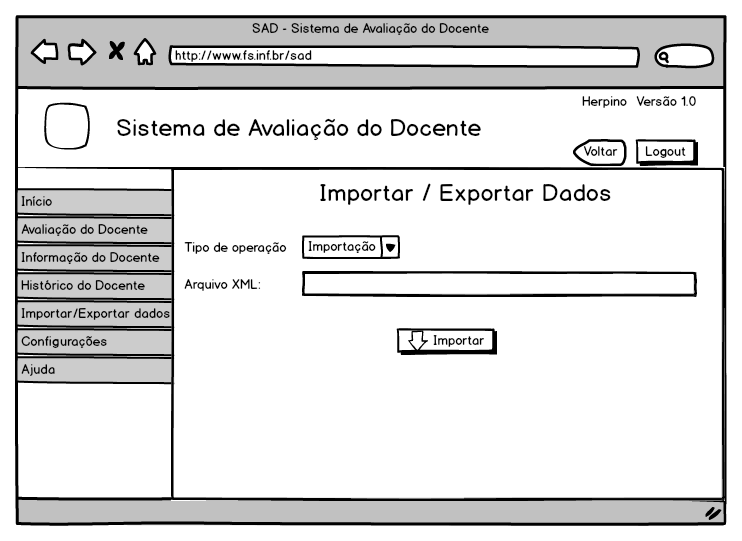 SAD - Sistema de Avaliação do Docente
http://www.fs.inf.br/sad
Herpino Versão 1.0
Sistema de Avaliação do Docente
Voltar Logout
Importar / Exportar Dados
Início
Avaliação do Docente
Informação do Docente
Histórico do Docente
Importar/Exportar dados
Configurações
Ajuda
Tipo de operação Importação
Arquivo XML:
Importar